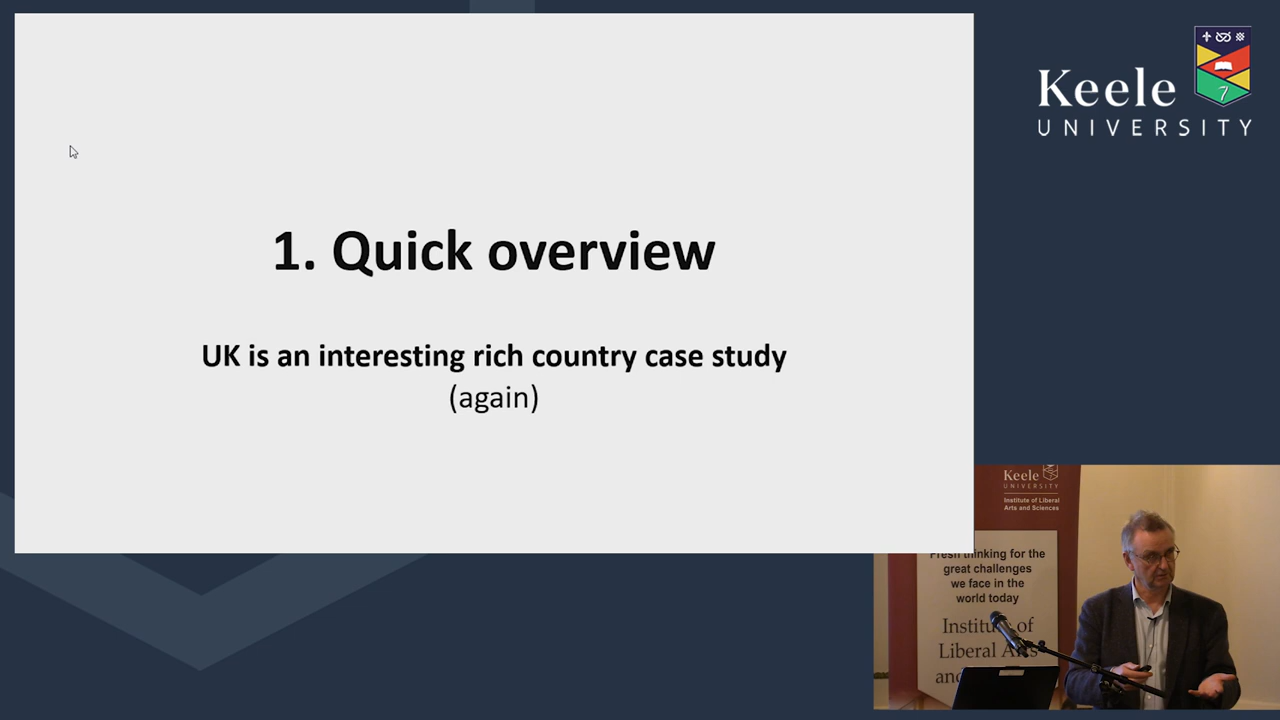 1. Quick overview
UK is an interesting rich country case study
(again)
Keele
UNIVERSITY
Keele
UNIVERSITY
Institute of Liberal
Arts and Sciences
Fresh thinking for the
great challenges
we face in the
world today
Institute of
Liberal Arts
and